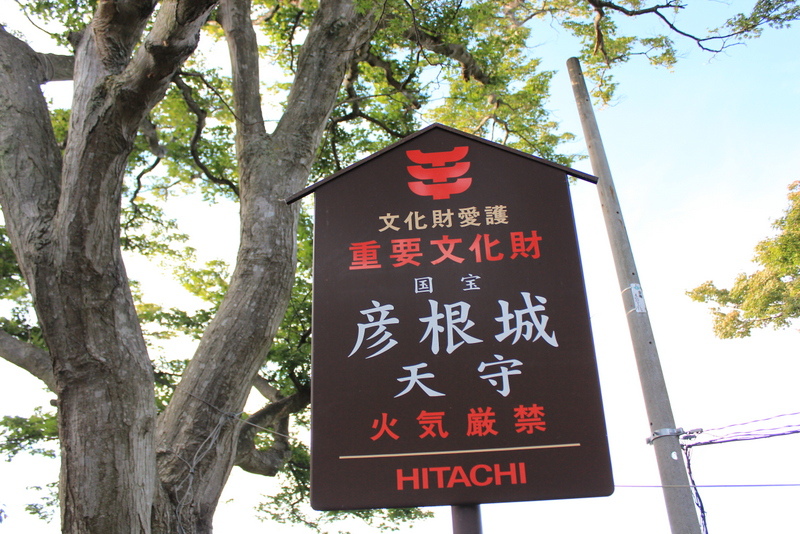 文化財愛護
重要文化財
国宝
彦根城
天守
火気厳禁
HITACHI